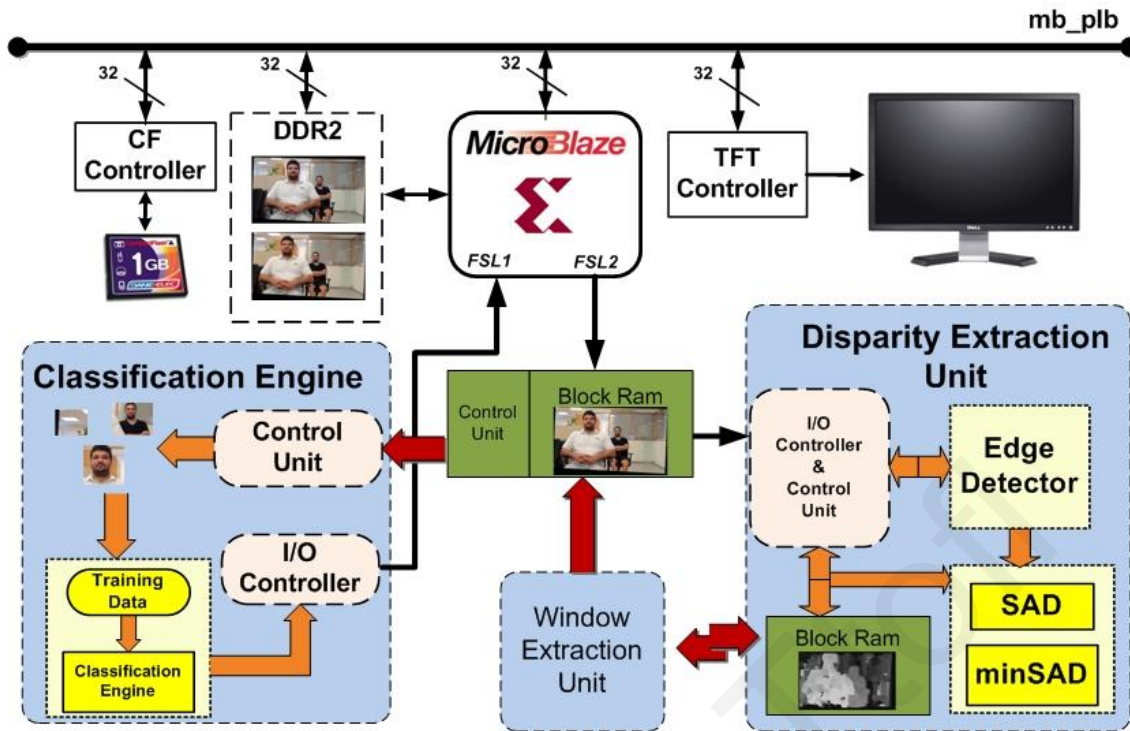 mb_plb
32
32
32
32
CF
Controller
DDR2
MicroBlaze
FSL1
FSL2
TFT
Controller
DELL
1GB
Classification Engine
Control
Unit
I/O
Controller
Training
Data
Classification
Engine
Control
Unit
Block Ram
Window
Extraction
Unit
Disparity Extraction
Unit
I/O
Controller
&
Control
Unit
Edge
Detector
SAD
minSAD
Block Ram